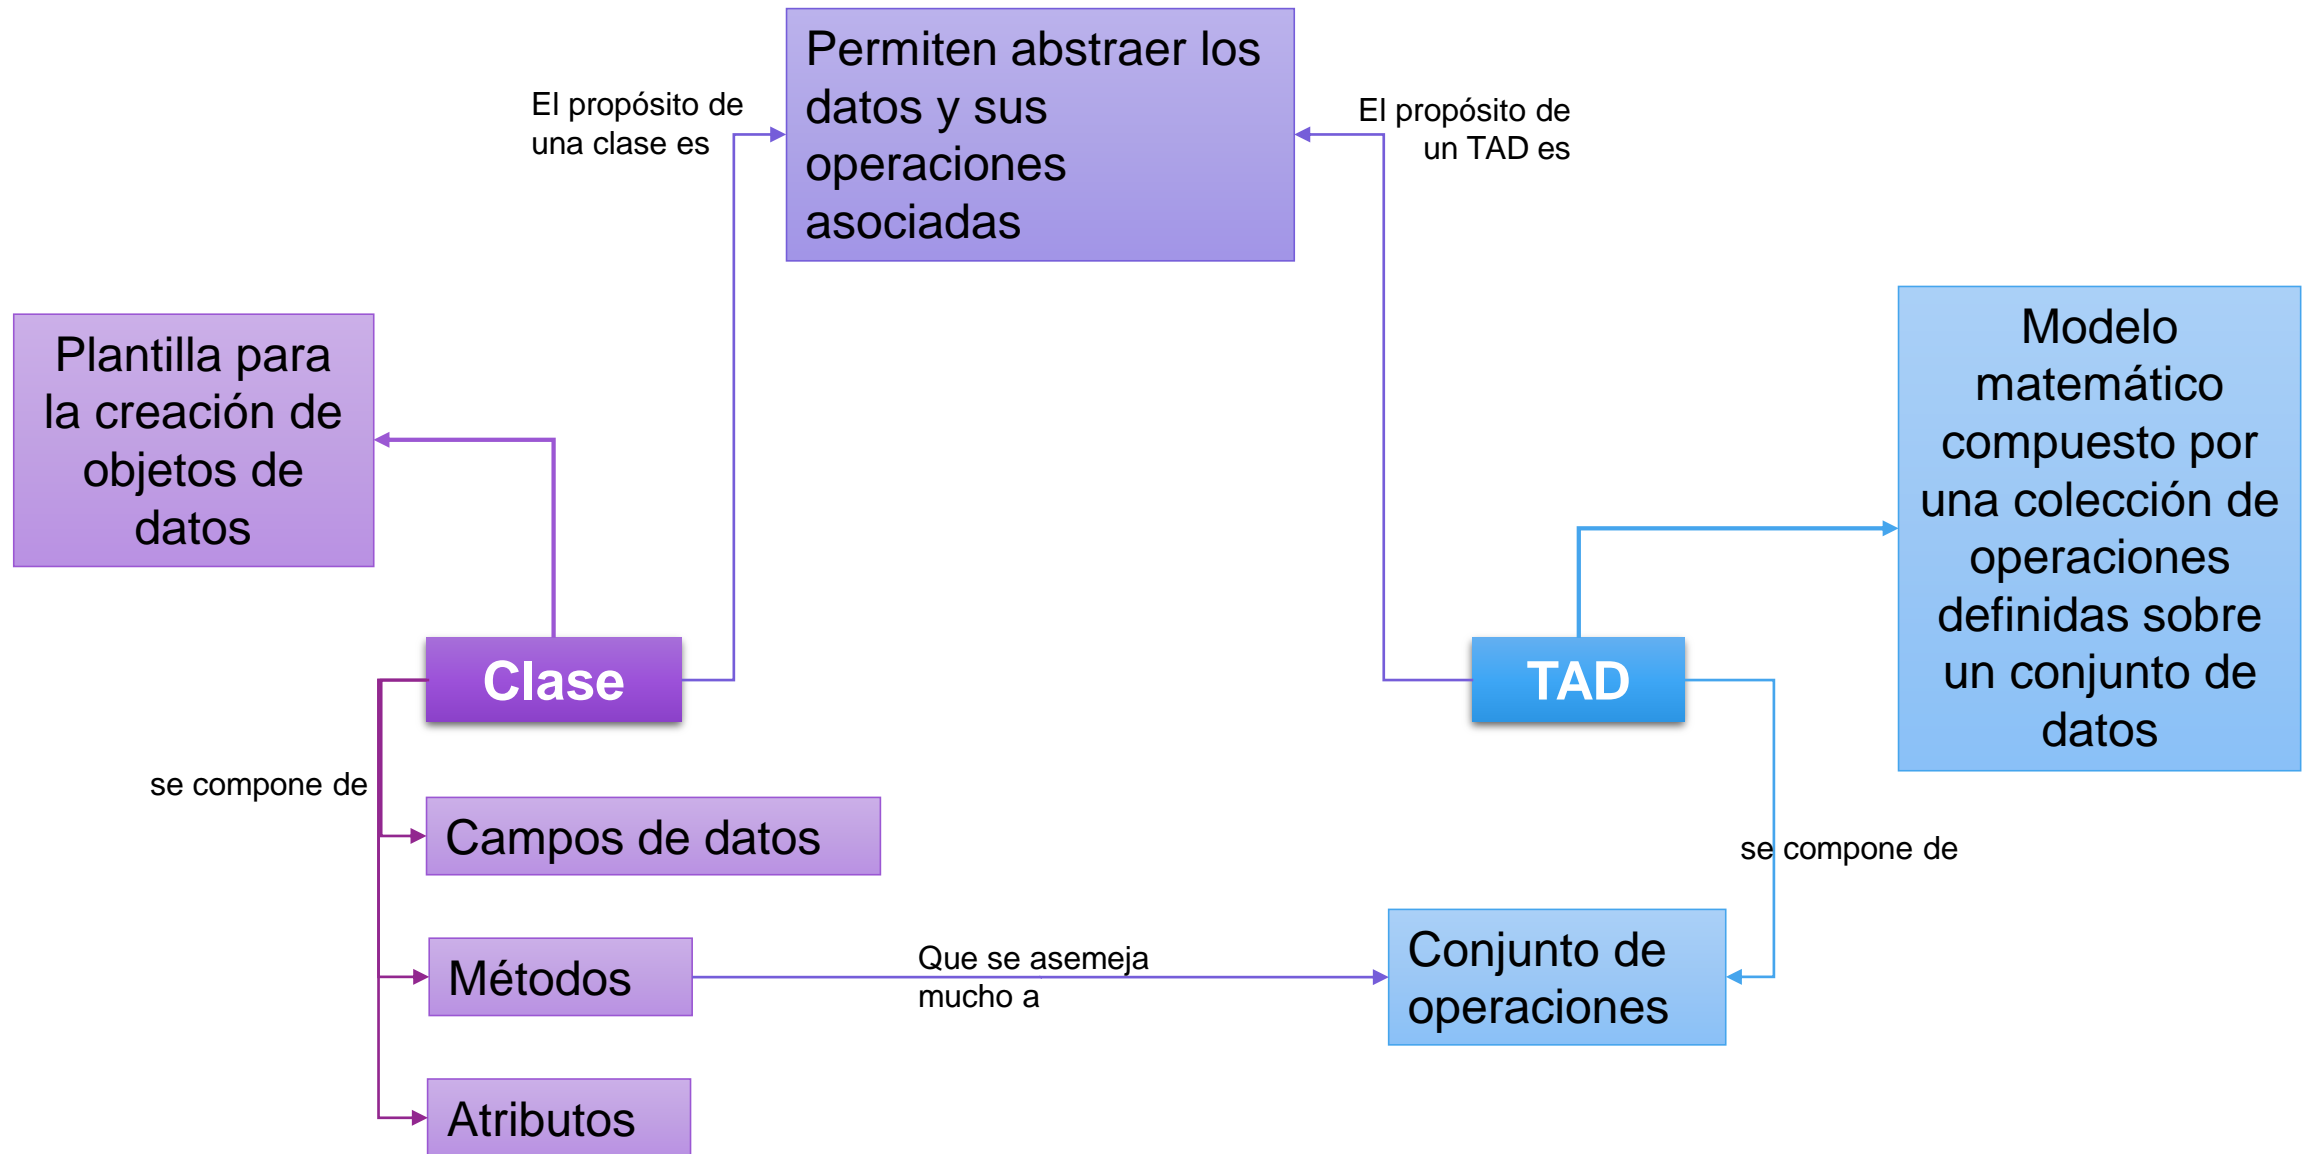 Permiten abstraer los
datos y sus
operaciones
asociadas
El propósito de
una clase es
El propósito de
un TAD es
Plantilla para
la creación de
objetos de
datos
Modelo
matemático
compuesto por
una colección de
operaciones
definidas sobre
un conjunto de
datos
Clase
TAD
se compone de
Campos de datos
se compone de
Métodos
Que se asemeja
mucho a
Conjunto de
operaciones
Atributos